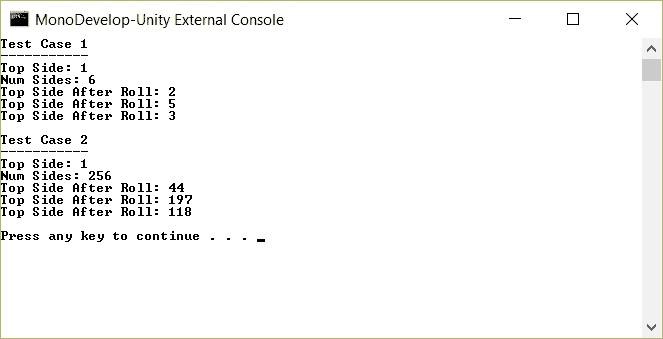 MonoDevelop-Unity External Console
Test Case 1
-----------
Top Side: 1
Num Sides: 6
Top Side After Roll: 2
Top Side After Roll: 5
Top Side After Roll: 3
Test Case 2
-----------
Top Side: 1
Num Sides: 256
Top Side After Roll: 44
Top Side After Roll: 197
Top Side After Roll: 118
Press any key to continue . . .